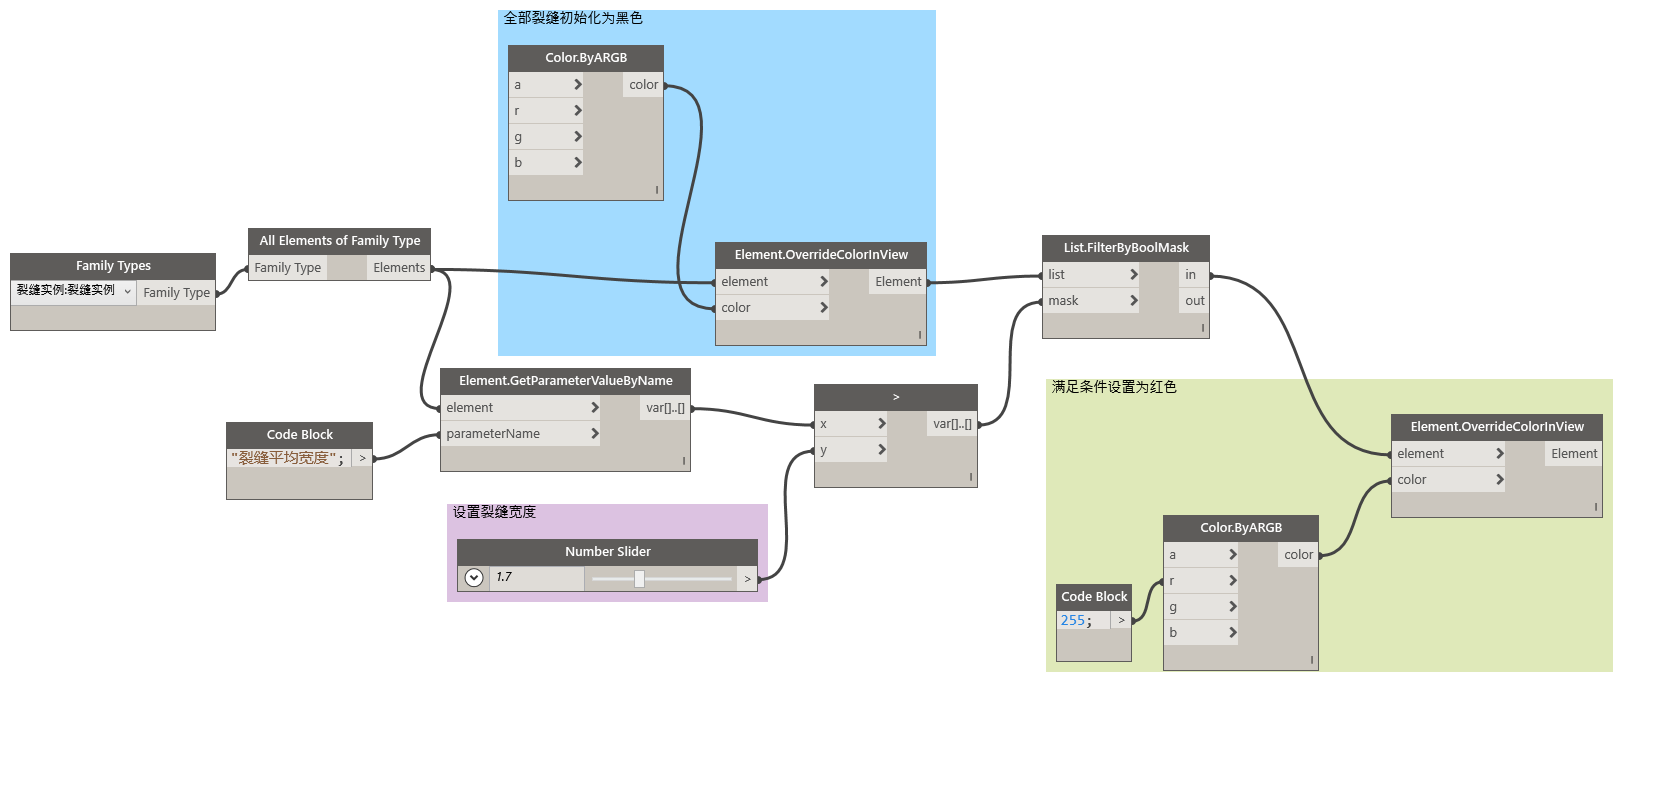 全部裂缝初始化为黑色
Color.ByARGB
a
color
r
g
b
I
Family Types
裂缝实例:裂缝实例
Family Type
All Elements of Family Type
Family Type
Elements
Element.OverrideColorInView
element
Element
color
I
List.FilterByBoolMask
list
in
mask
out
I
Code Block
"裂缝平均宽度";
>
Element.GetParameterValueByName
element
var[]..[]
parameterName
I
>
x
var[]..[]
y
I
设置裂缝宽度
Number Slider
1.7
>
满足条件设置为红色
Element.OverrideColorInView
element
Element
color
I
Code Block
255;
>
Color.ByARGB
a
color
r
g
b
I